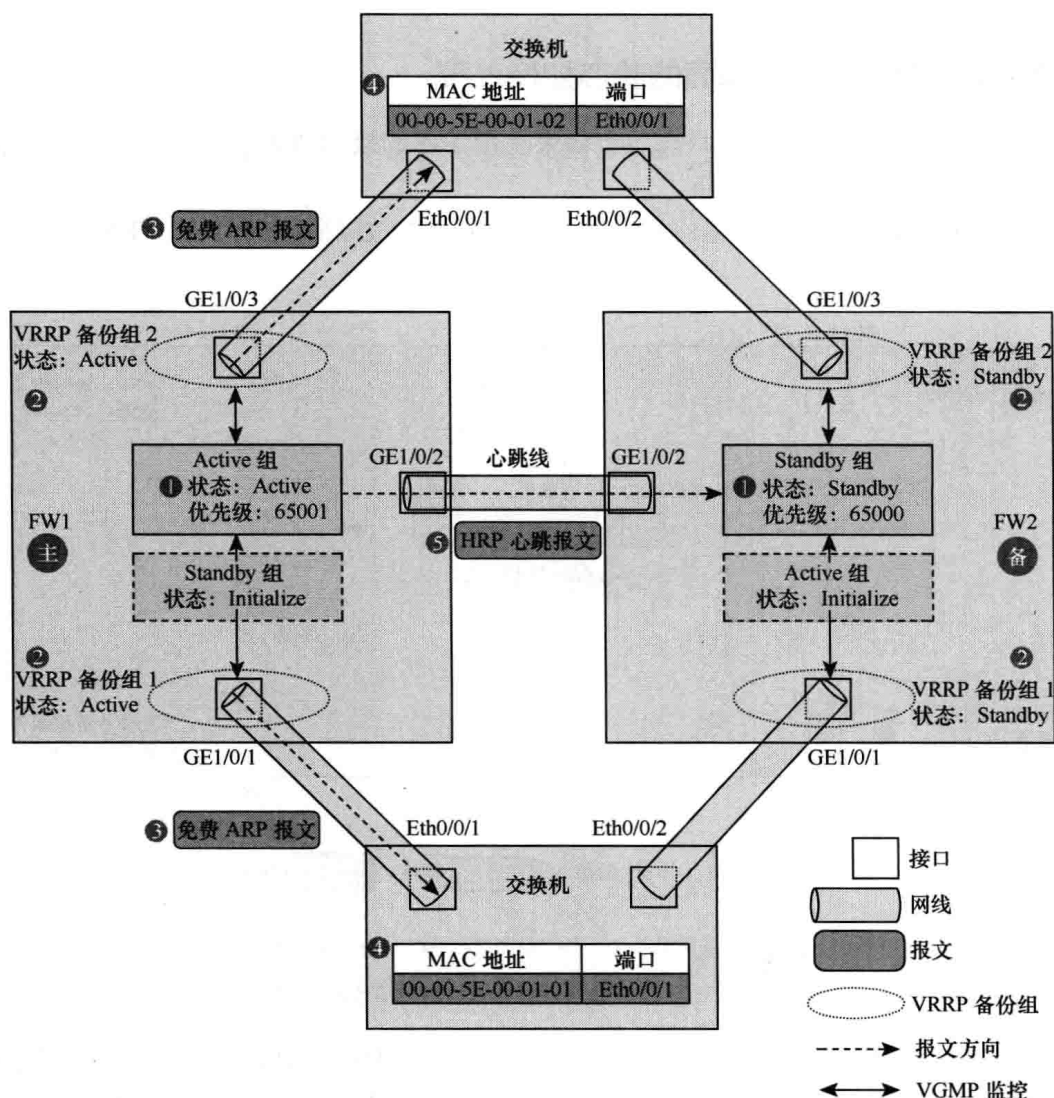 交换机
❹
MAC 地址 端口
00-00-5E-00-01-02 Eth0/0/1
Eth0/0/1
Eth0/0/2
❸ 免费 ARP 报文
GE1/0/3
GE1/0/3
VRRP 备份组 2
状态：Active
❷
VRRP 备份组 2
状态：Standby
❷
Active 组
❶ 状态：Active
优先级：65001
GE1/0/2
心跳线
GE1/0/2
Standby 组
❶ 状态：Standby
优先级：65000
FW1
主
❺ HRP 心跳报文
FW2
备
Standby 组
状态：Initialize
Active 组
状态：Initialize
❷
VRRP 备份组 1
状态：Active
❷
VRRP 备份组 1
状态：Standby
GE1/0/1
GE1/0/1
❸ 免费 ARP 报文
Eth0/0/1
Eth0/0/2
交换机
❹
MAC 地址 端口
00-00-5E-00-01-01 Eth0/0/1
接口
网线
报文
VRRP 备份组
报文方向
VGMP 监控